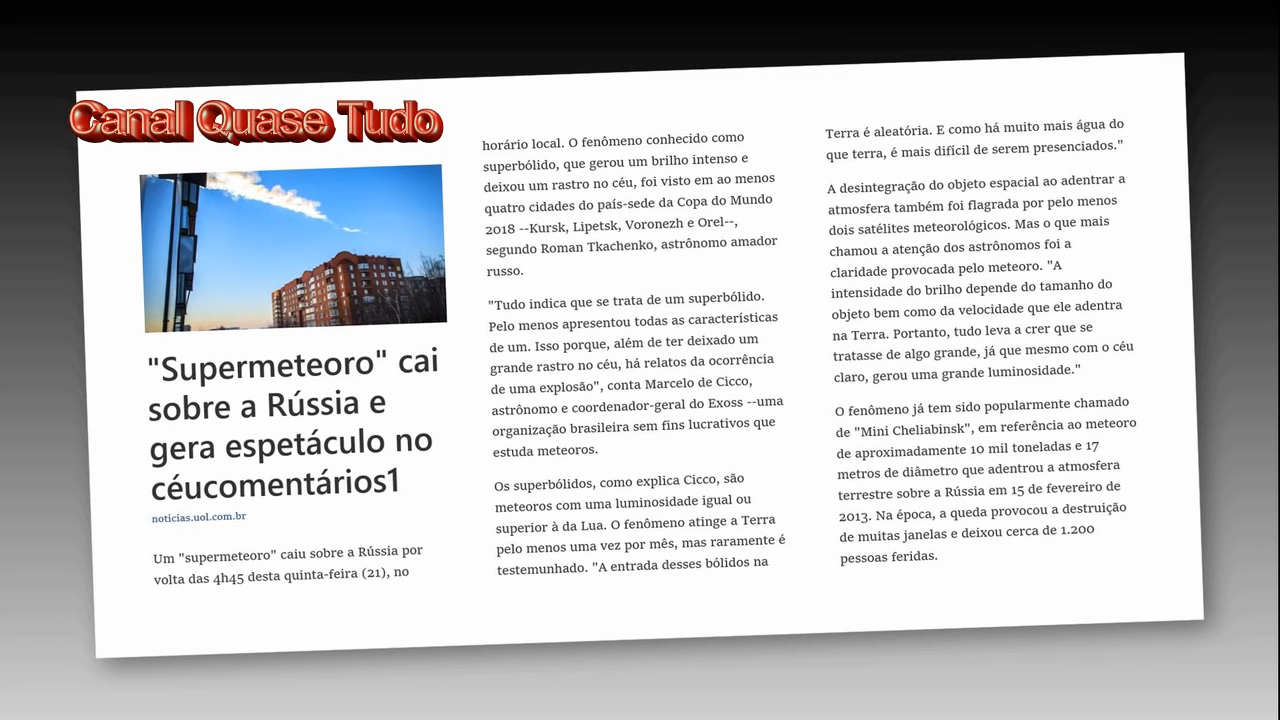 Canal Quase Tudo
"Supermeteoro" cai
sobre a Rússia e
gera espetáculo no
céucomentários1
noticias.uol.com.br
Um "supermeteoro" caiu sobre a Rússia por
volta das 4h45 desta quinta-feira (21), no
horário local. O fenômeno conhecido como
superbólido, que gerou um brilho intenso e
deixou um rastro no céu, foi visto em ao menos
quatro cidades do país-sede da Copa do Mundo
2018 --Kursk, Lipetsk, Voronezh e Orel--,
segundo Roman Tkachenko, astrônomo amador
russo.
"Tudo indica que se trata de um superbólido.
Pelo menos apresentou todas as características
de um. Isso porque, além de ter deixado um
grande rastro no céu, há relatos da ocorrência
de uma explosão", conta Marcelo de Cicco,
astrônomo e coordenador-geral do Exoss --uma
organização brasileira sem fins lucrativos que
estuda meteoros.
Os superbólidos, como explica Cicco, são
meteoros com uma luminosidade igual ou
superior à da Lua. O fenômeno atinge a Terra
pelo menos uma vez por mês, mas raramente é
testemunhado. "A entrada desses bólidos na
Terra é aleatória. E como há muito mais água do
que terra, é mais difícil de serem presenciados."
A desintegração do objeto espacial ao adentrar a
atmosfera também foi flagrada por pelo menos
dois satélites meteorológicos. Mas o que mais
chamou a atenção dos astrônomos foi a
claridade provocada pelo meteoro. "A
intensidade do brilho depende do tamanho do
objeto bem como da velocidade que ele adentra
na Terra. Portanto, tudo leva a crer que se
tratasse de algo grande, já que mesmo com o céu
claro, gerou uma grande luminosidade."
O fenômeno já tem sido popularmente chamado
de "Mini Cheliabinsk", em referência ao meteoro
de aproximadamente 10 mil toneladas e 17
metros de diâmetro que adentrou a atmosfera
terrestre sobre a Rússia em 15 de fevereiro de
2013. Na época, a queda provocou a destruição
de muitas janelas e deixou cerca de 1.200
pessoas feridas.